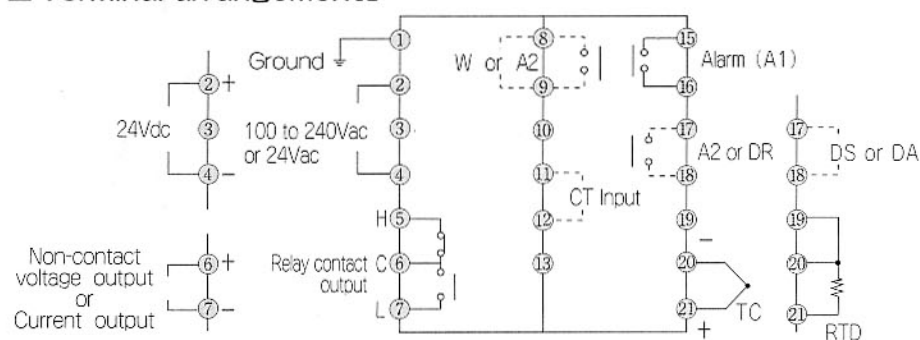 ■ Terminal arrangements
Ground
24Vdc
100 to 240Vac
or 24Vac
Non-contact
voltage output
or
Current output
Relay contact
output
W or A2
CT Input
Alarm (A1)
A2 or DR
DS or DA
TC
RTD
H
C
L
2 +
3
4 -
6 +
7 -
1
2
3
4
5
6
7
8
9
10
11
12
13
15
16
17
18
19
-
20
21
+
17
18
19
20
21